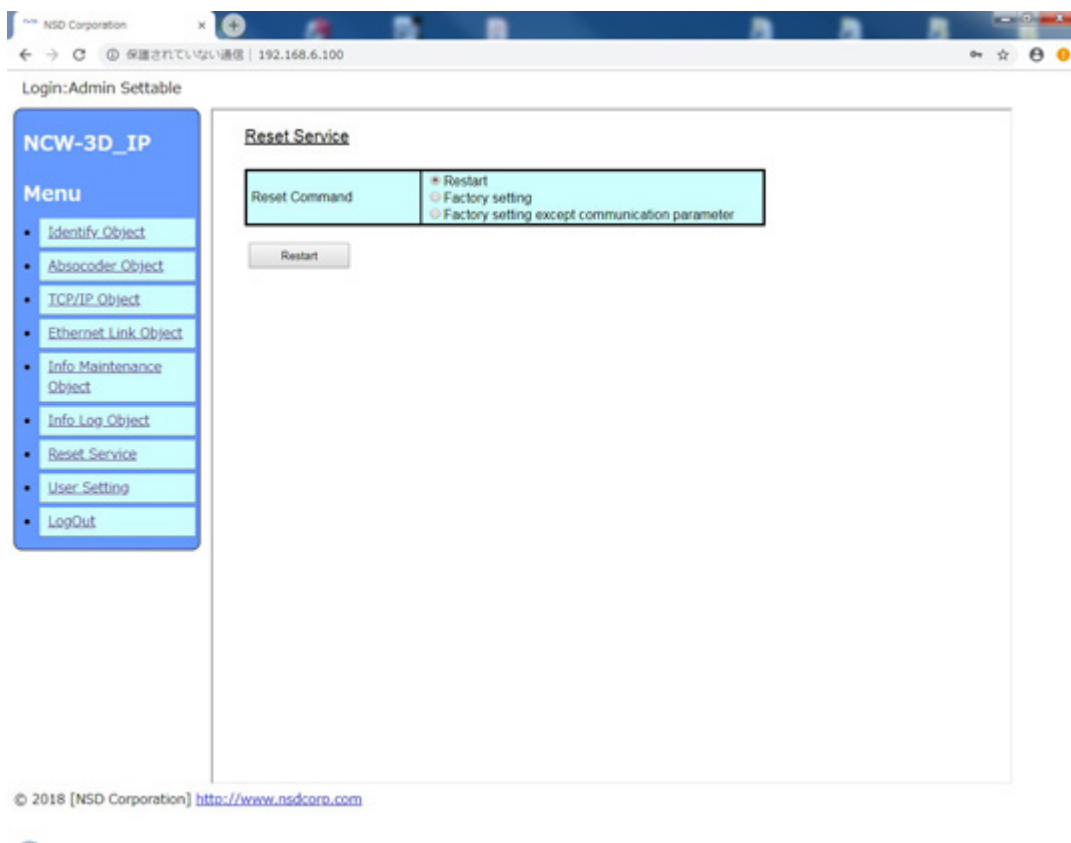 NSD Corporation
保護されていない通信 | 192.168.6.100
Login:Admin Settable
NCW-3D_IP
Menu
Identify Object
Absocoder Object
TCP/IP Object
Ethernet Link Object
Info Maintenance
Object
Info Log Object
Reset Service
User Setting
LogOut
Reset Service
Reset Command
Restart
Factory setting
Factory setting except communication parameter
Restart
© 2018 [NSD Corporation] http://www.nsdcorp.com